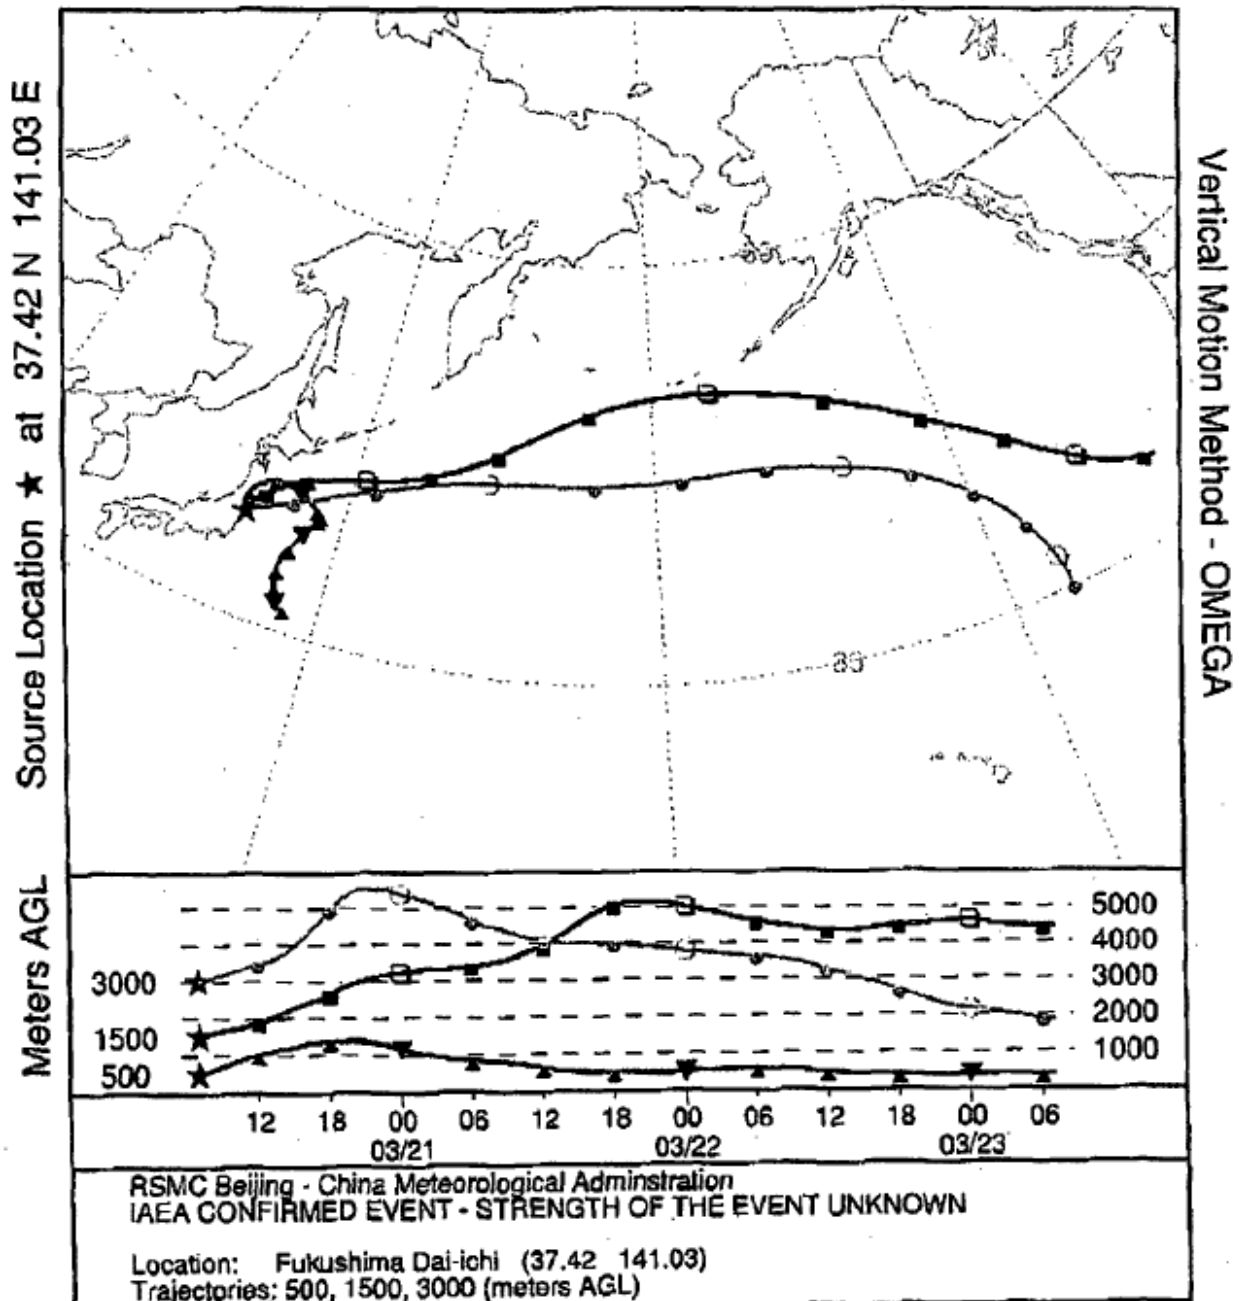 Source Location ★ at 37.42 N 141.03 E
Vertical Motion Method - OMEGA
Meters AGL
5000
4000
3000
3000
2000
1500
1000
500
12 18 00 06 12 18 00 06 12 18 00 06
03/21 03/22 03/23
RSMC Beijing - China Meteorological Adminstration
IAEA CONFIRMED EVENT - STRENGTH OF THE EVENT UNKNOWN
Location: Fukushima Dai-ichi (37.42 141.03)
Trajectories: 500, 1500, 3000 (meters AGL)